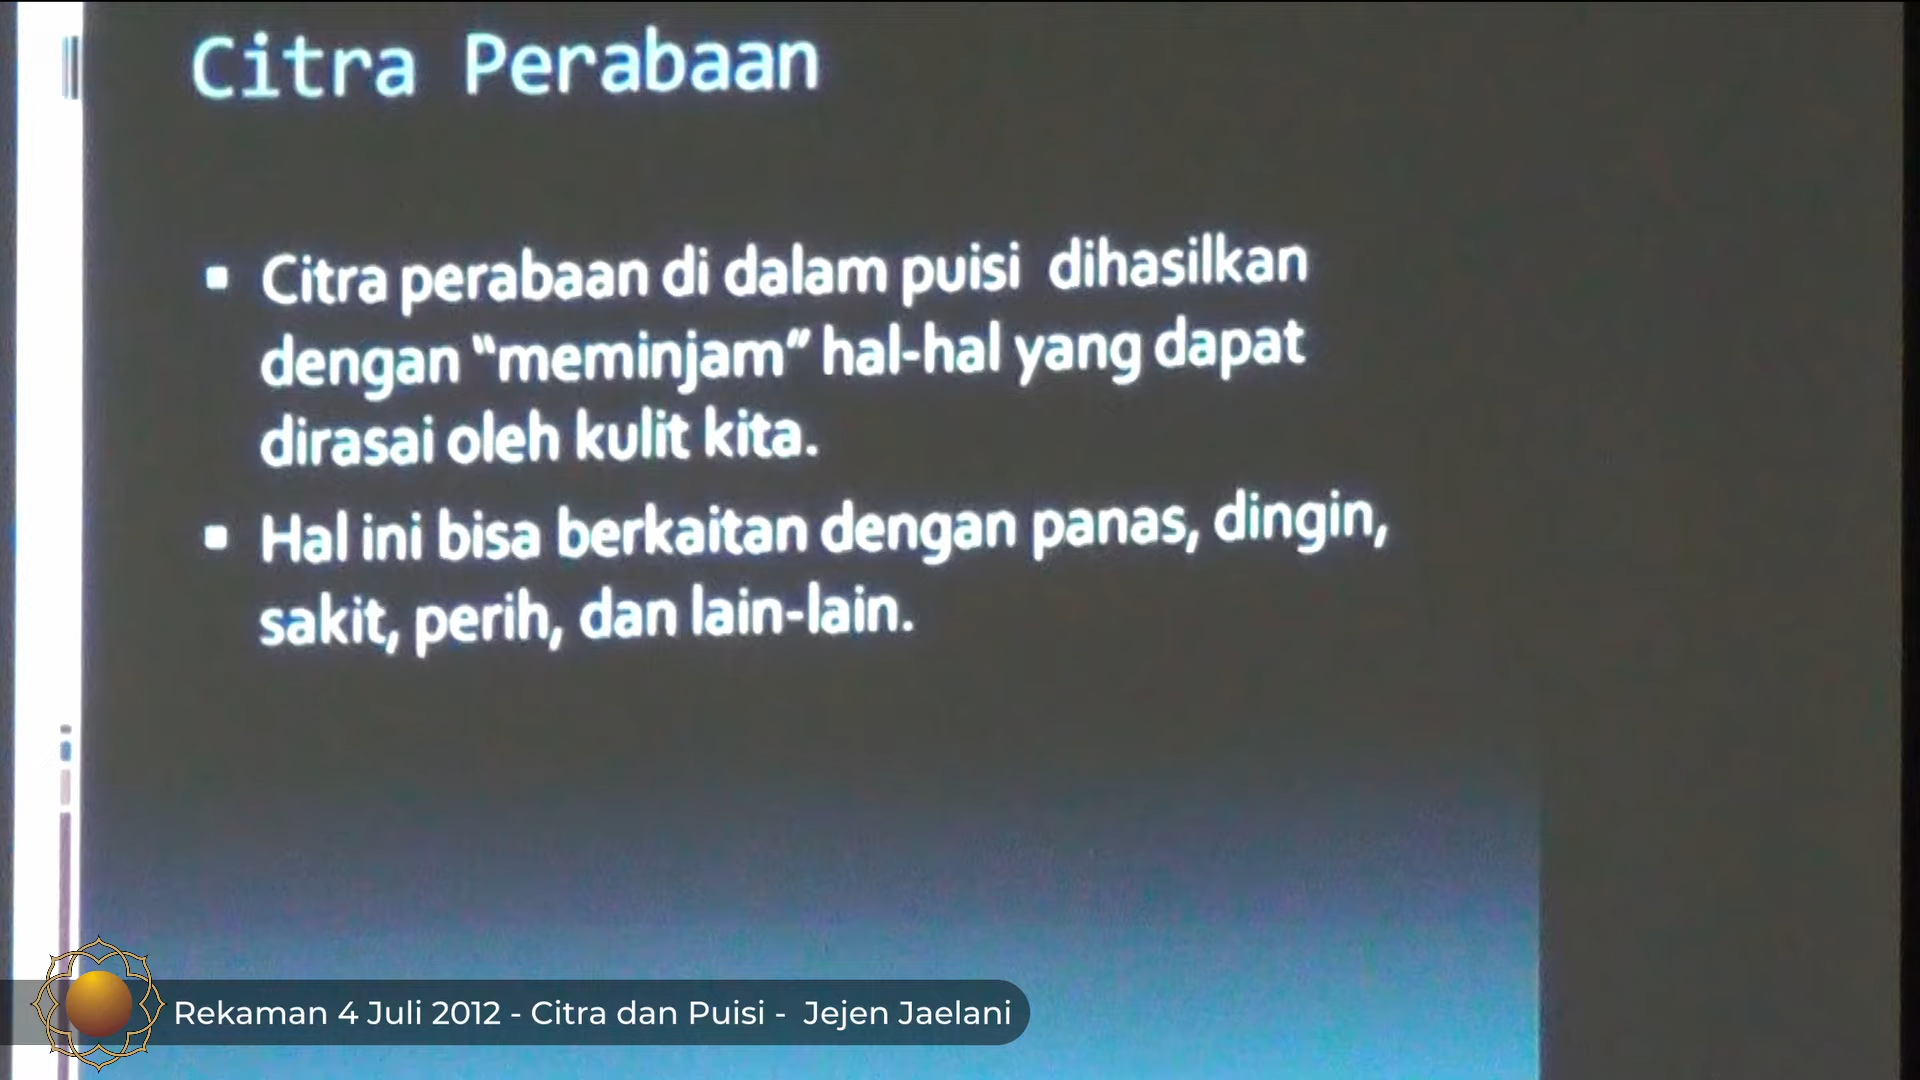 Citra Perabaan
▪ Citra perabaan di dalam puisi dihasilkan
dengan “meminjam” hal-hal yang dapat
dirasai oleh kulit kita.
▪ Hal ini bisa berkaitan dengan panas, dingin,
sakit, perih, dan lain-lain.
Rekaman 4 Juli 2012 - Citra dan Puisi - Jejen Jaelani